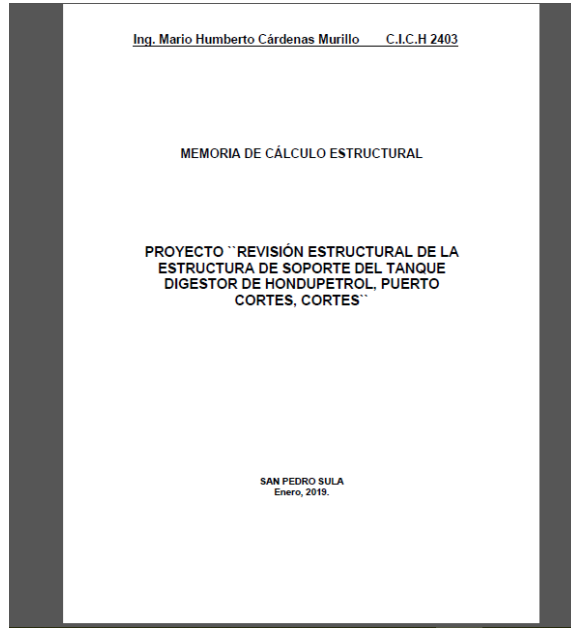 Ing. Mario Humberto Cárdenas Murillo C.I.C.H 2403
MEMORIA DE CÁLCULO ESTRUCTURAL
PROYECTO ``REVISIÓN ESTRUCTURAL DE LA
ESTRUCTURA DE SOPORTE DEL TANQUE
DIGESTOR DE HONDUPETROL, PUERTO
CORTES, CORTES``
SAN PEDRO SULA
Enero, 2019.